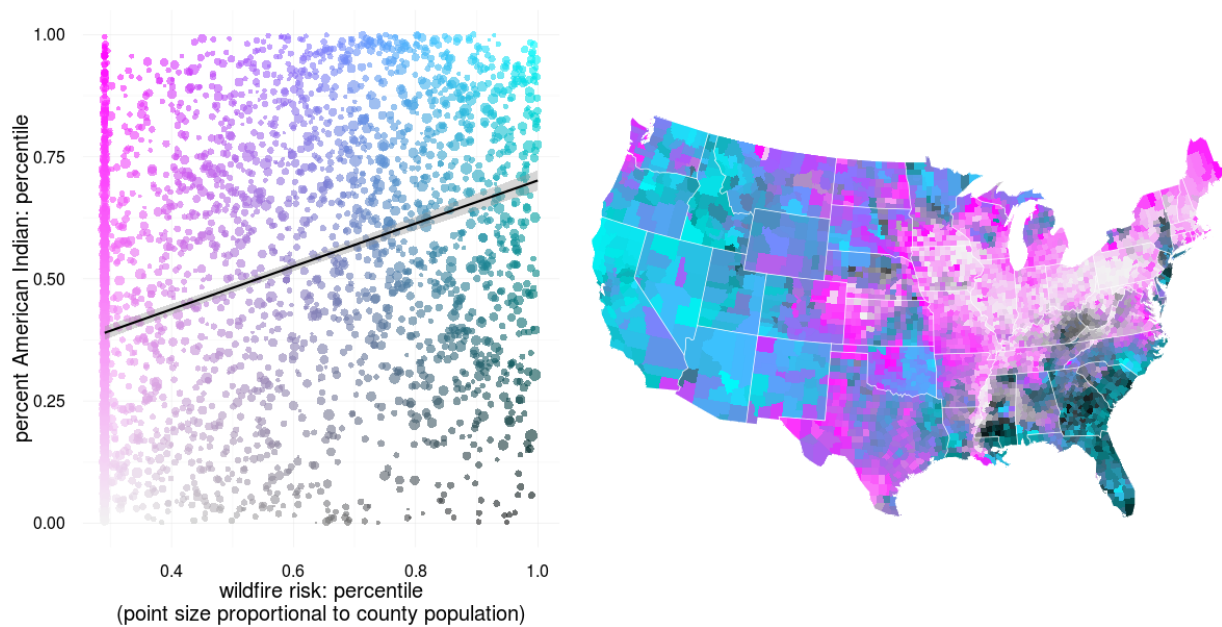 1.00
0.75
0.50
0.25
0.00
percent American Indian: percentile
0.4 0.6 0.8 1.0
wildfire risk: percentile
(point size proportional to county population)